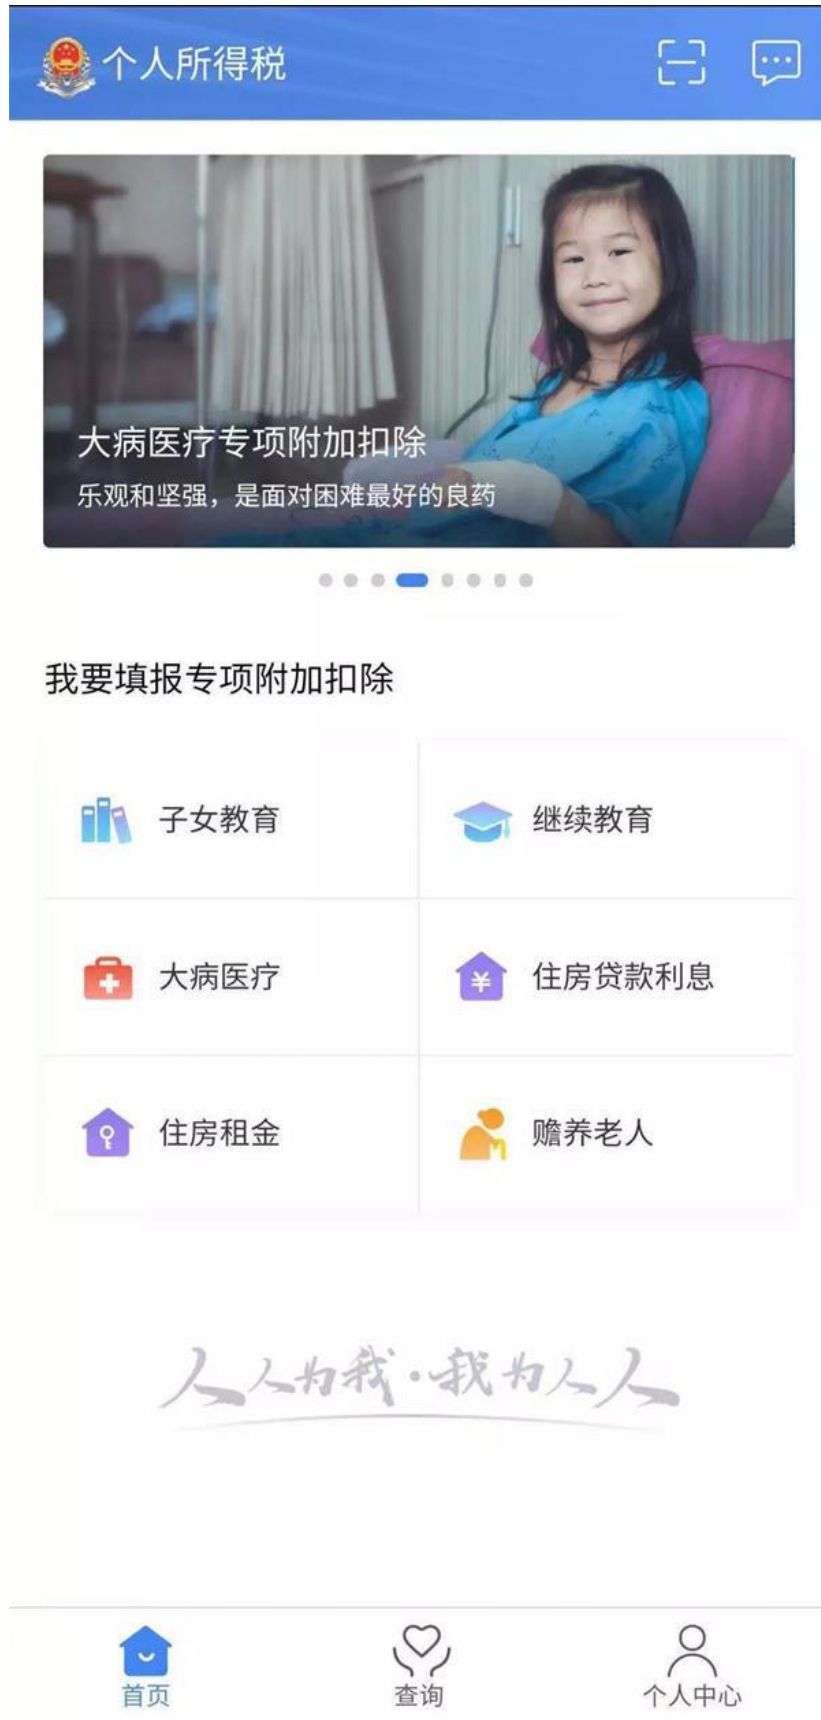 个人所得税
大病医疗专项附加扣除
乐观和坚强，是面对困难最好的良药
我要填报专项附加扣除
子女教育
继续教育
大病医疗
住房贷款利息
住房租金
赡养老人
人人为我·我为人人
首页
查询
个人中心